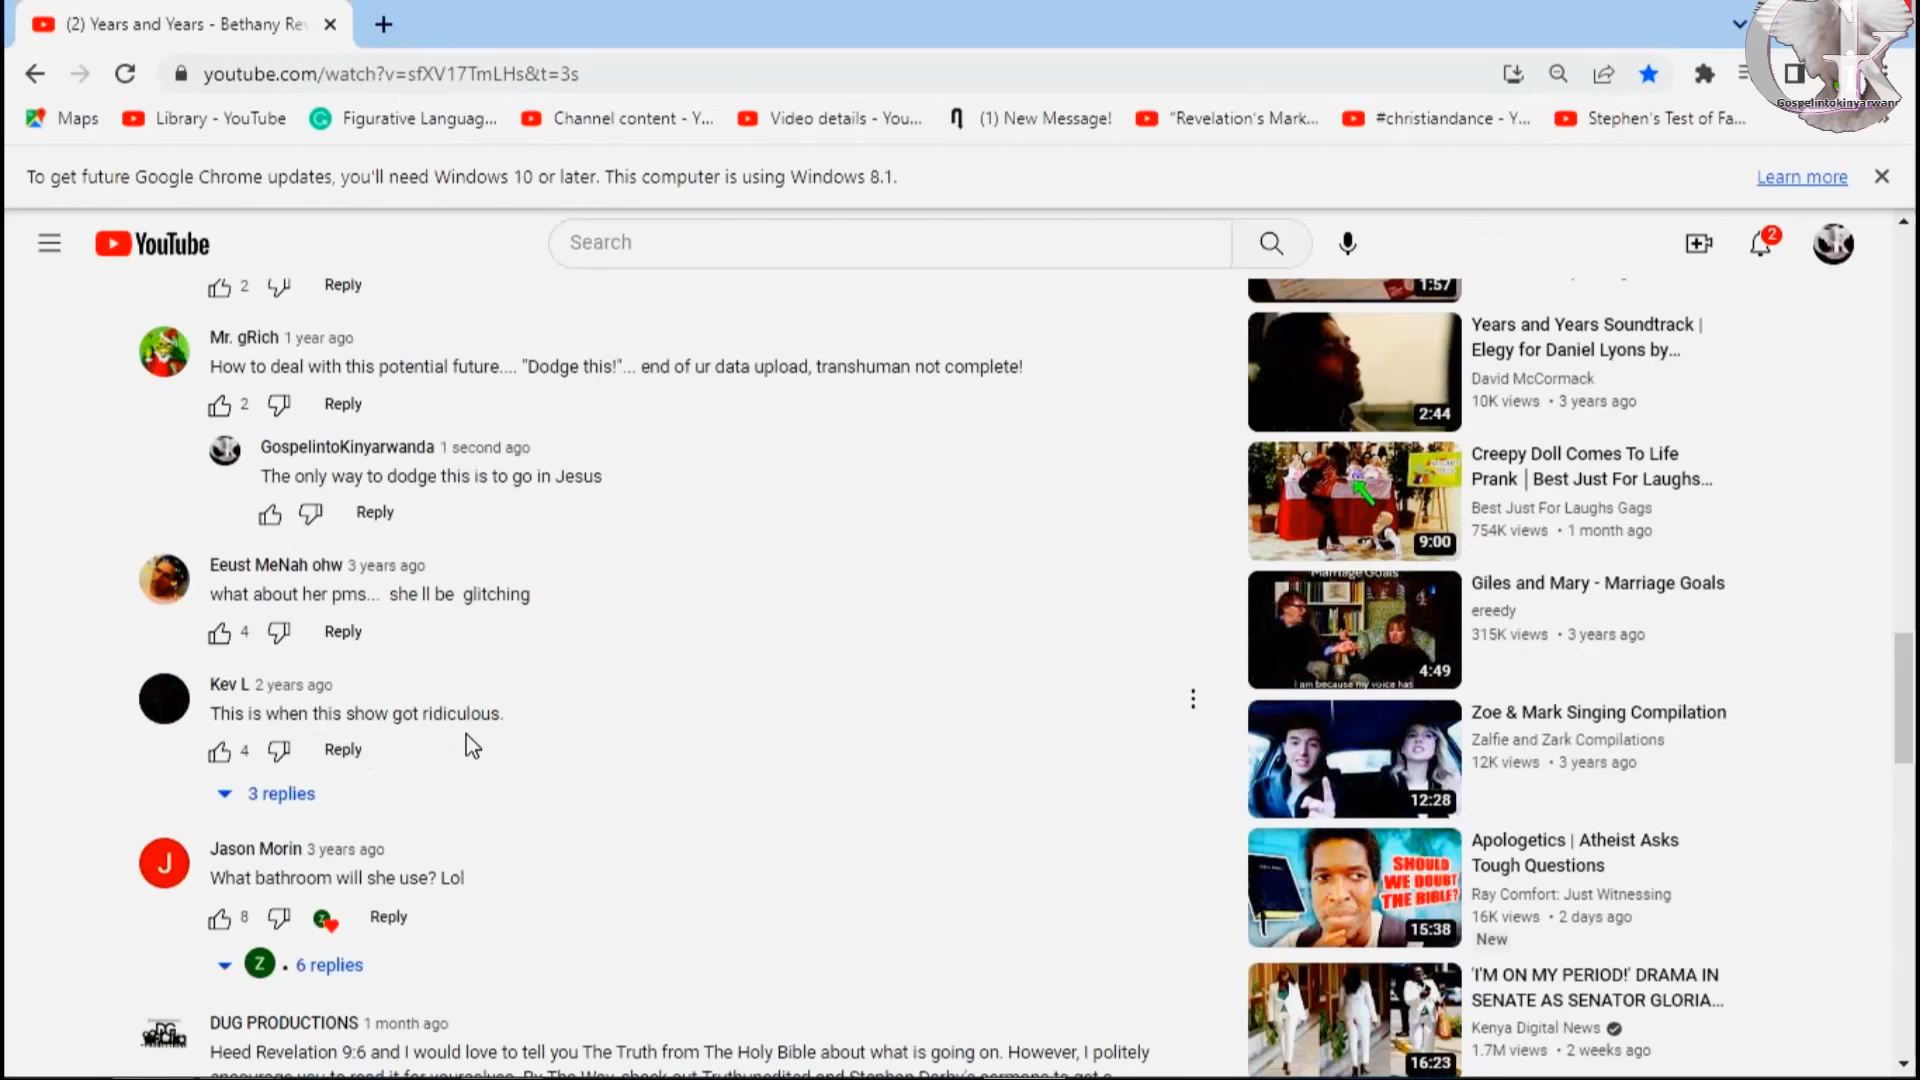 (2) Years and Years - Bethany Re
youtube.com/watch?v=sfXV17TmLHs&t=3s
Maps
Library - YouTube
Figurative Languag...
Channel content - Y...
Video details - You...
(1) New Message!
"Revelation's Mark...
#christiandance - Y...
Stephen's Test of Fa...
Gospelintokinyarwand
To get future Google Chrome updates, you'll need Windows 10 or later. This computer is using Windows 8.1.
Learn more
YouTube
Search
2
2
Reply
Mr. gRich 1 year ago
How to deal with this potential future.... "Dodge this!"... end of ur data upload, transhuman not complete!
2
Reply
GospelintoKinyarwanda 1 second ago
The only way to dodge this is to go in Jesus
Reply
Eeust MeNah ohw 3 years ago
what about her pms... she ll be glitching
4
Reply
Kev L 2 years ago
This is when this show got ridiculous.
4
Reply
3 replies
J
Jason Morin 3 years ago
What bathroom will she use? Lol
8
Z
Reply
Z
• 6 replies
DUG PRODUCTIONS 1 month ago
Heed Revelation 9:6 and I would love to tell you The Truth from The Holy Bible about what is going on. However, I politely
1:57
Years and Years Soundtrack |
Elegy for Daniel Lyons by...
David McCormack
10K views • 3 years ago
2:44
Creepy Doll Comes To Life
Prank | Best Just For Laughs...
Best Just For Laughs Gags
754K views • 1 month ago
9:00
Marriage Goals
Giles and Mary - Marriage Goals
ereedy
315K views • 3 years ago
4:49
I am because my voice has
Zoe & Mark Singing Compilation
Zalfie and Zark Compilations
12K views • 3 years ago
12:28
SHOULD
WE DOUBT
THE BIBLE?
15:38
Apologetics | Atheist Asks
Tough Questions
Ray Comfort: Just Witnessing
16K views • 2 days ago
New
'I'M ON MY PERIOD!' DRAMA IN
SENATE AS SENATOR GLORIA...
Kenya Digital News
1.7M views • 2 weeks ago
16:23